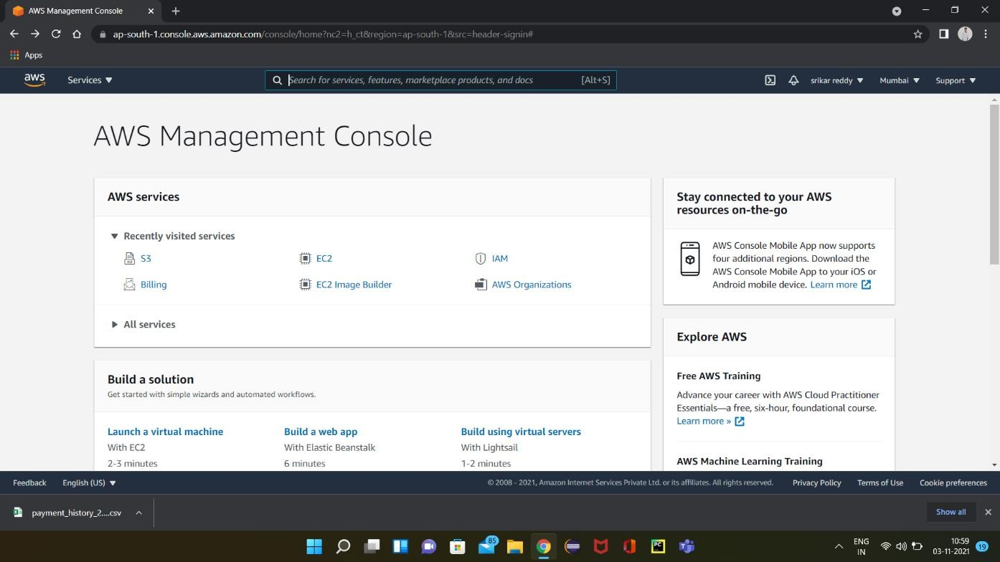 AWS Management Console
ap-south-1.console.aws.amazon.com/console/home?nc2=h_ct&region=ap-south-1&src=header-signin#
Apps
aws
Services
Search for services, features, marketplace products, and docs
[Alt+S]
srikar reddy
Mumbai
Support
AWS Management Console
AWS services
Recently visited services
S3
EC2
IAM
Billing
EC2 Image Builder
AWS Organizations
All services
Build a solution
Get started with simple wizards and automated workflows.
Launch a virtual machine
With EC2
2-3 minutes
Build a web app
With Elastic Beanstalk
6 minutes
Build using virtual servers
With Lightsail
1-2 minutes
Stay connected to your AWS
resources on-the-go
AWS Console Mobile App now supports
four additional regions. Download the
AWS Console Mobile App to your iOS or
Android mobile device. Learn more
Explore AWS
Free AWS Training
Advance your career with AWS Cloud Practitioner
Essentials—a free, six-hour, foundational course.
Learn more »
AWS Machine Learning Training
Feedback
English (US)
© 2008 - 2021, Amazon Internet Services Private Ltd. or its affiliates. All rights reserved.
Privacy Policy
Terms of Use
Cookie preferences
payment_history_2....csv
Show all
85
PC
ENG
IN
10:59
03-11-2021
19